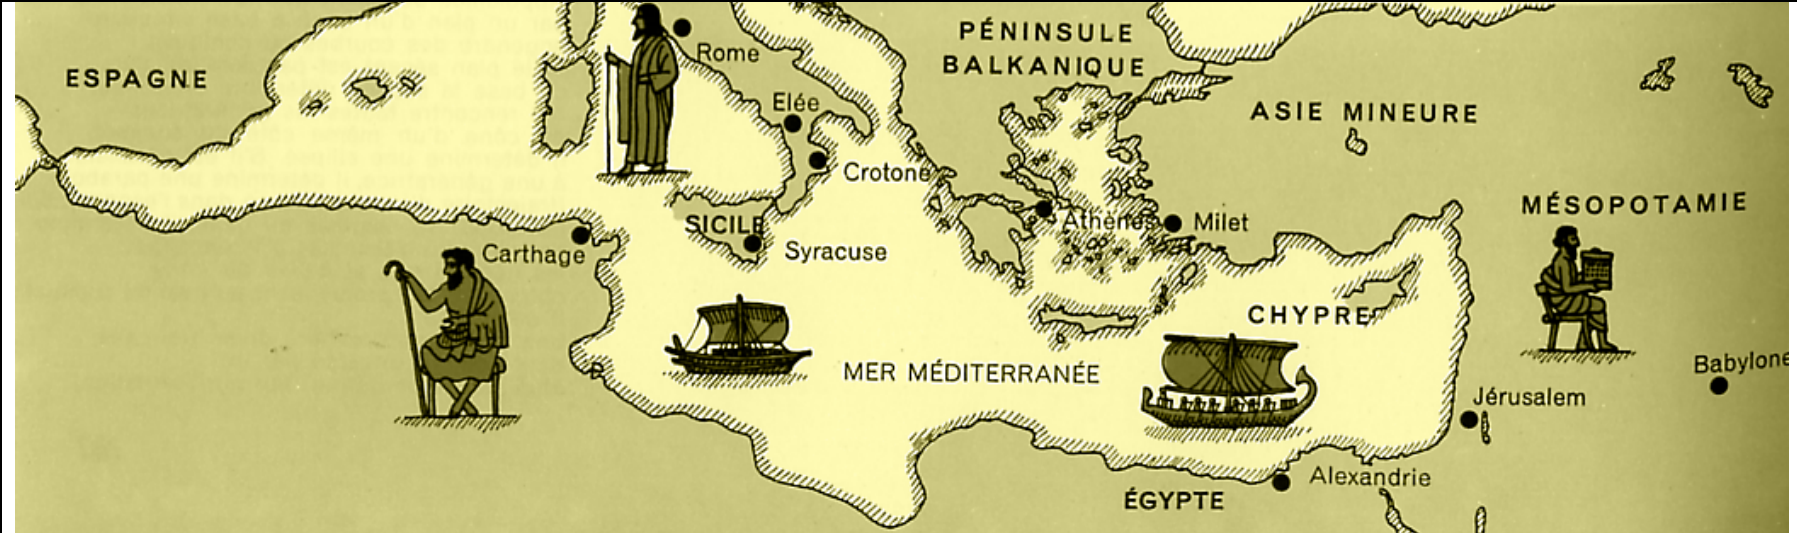 PÉNINSULE
BALKANIQUE
Rome
ESPAGNE
Elée
ASIE MINEURE
Crotone
MÉSOPOTAMIE
SICILE
Athènes
Milet
Carthage
Syracuse
CHYPRE
MER MÉDITERRANÉE
Babylone
Jérusalem
Alexandrie
ÉGYPTE